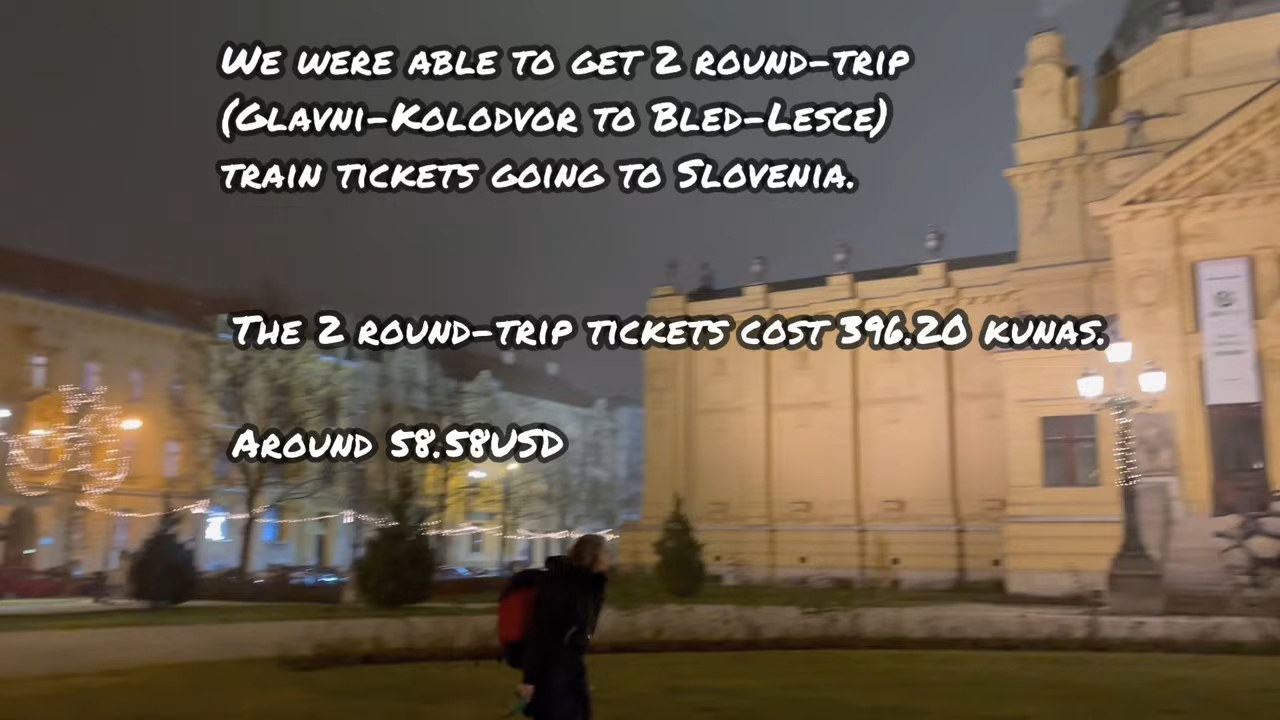 We were able to get 2 round-trip
(Glavni-Kolodvor to Bled-Lesce)
train tickets going to Slovenia.
The 2 round-trip tickets cost 396.20 kunas.
Around 58.58USD